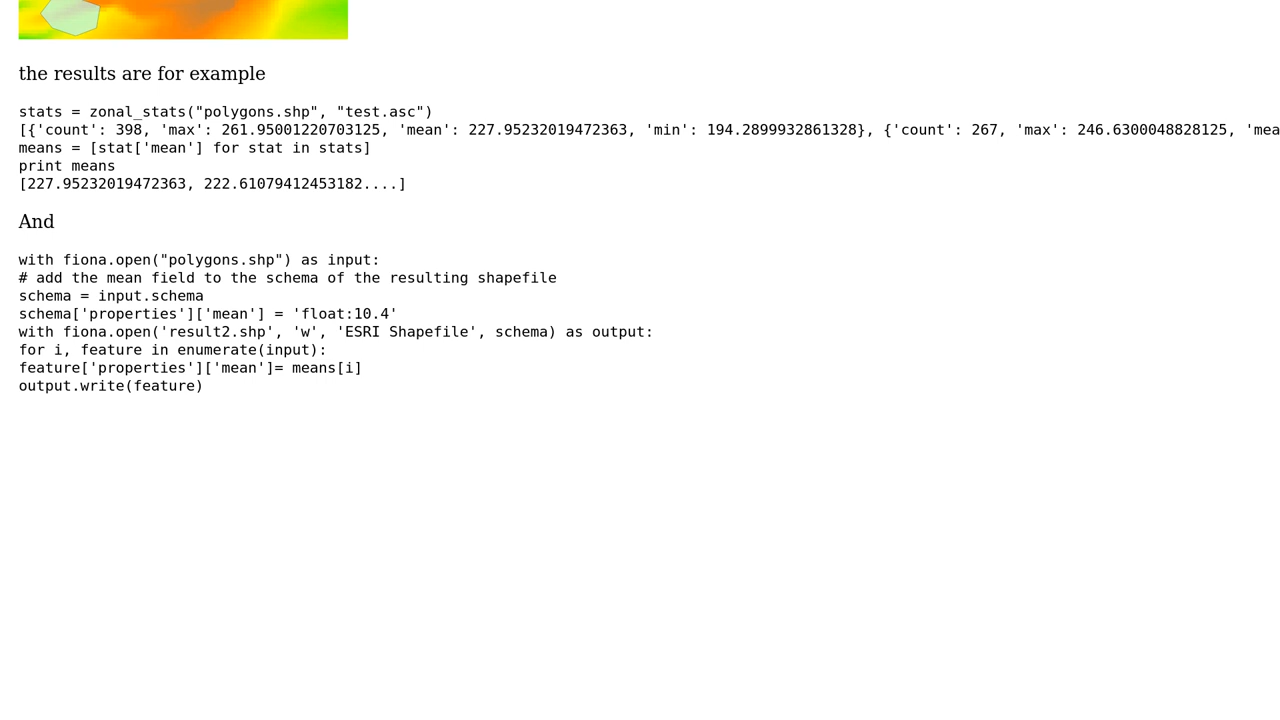 the results are for example
stats = zonal_stats("polygons.shp", "test.asc")
[{'count': 398, 'max': 261.95001220703125, 'mean': 227.95232019472363, 'min': 194.2899932861328}, {'count': 267, 'max': 246.6300048828125, 'mea
means = [stat['mean'] for stat in stats]
print means
[227.95232019472363, 222.61079412453182....]
And
with fiona.open("polygons.shp") as input:
# add the mean field to the schema of the resulting shapefile
schema = input.schema
schema['properties']['mean'] = 'float:10.4'
with fiona.open('result2.shp', 'w', 'ESRI Shapefile', schema) as output:
for i, feature in enumerate(input):
feature['properties']['mean']= means[i]
output.write(feature)